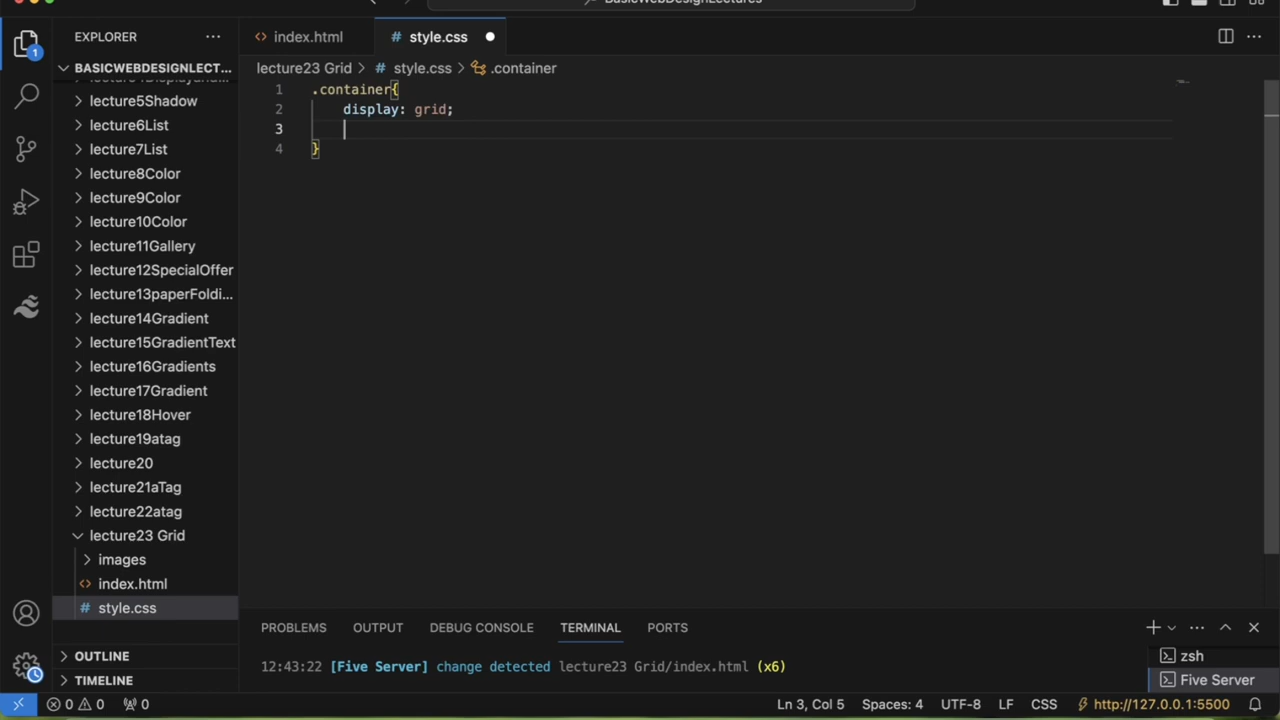 BasicWebDesignLectures
EXPLORER
index.html
style.css
BASICWEBDESIGNLECT...
lecture23 Grid > style.css > .container
lecture5Shadow
lecture6List
lecture7List
lecture8Color
lecture9Color
lecture10Color
lecture11Gallery
lecture12SpecialOffer
lecture13paperFoldi...
lecture14Gradient
lecture15GradientText
lecture16Gradients
lecture17Gradient
lecture18Hover
lecture19atag
lecture20
lecture21aTag
lecture22atag
lecture23 Grid
images
index.html
style.css
OUTLINE
TIMELINE
1 .container{
2 display: grid;
3
4 }
PROBLEMS OUTPUT DEBUG CONSOLE TERMINAL PORTS
12:43:22 [Five Server] change detected lecture23 Grid/index.html (x6)
zsh
Five Server
1
0 0 0
Ln 3, Col 5 Spaces: 4 UTF-8 LF CSS http://127.0.0.1:5500